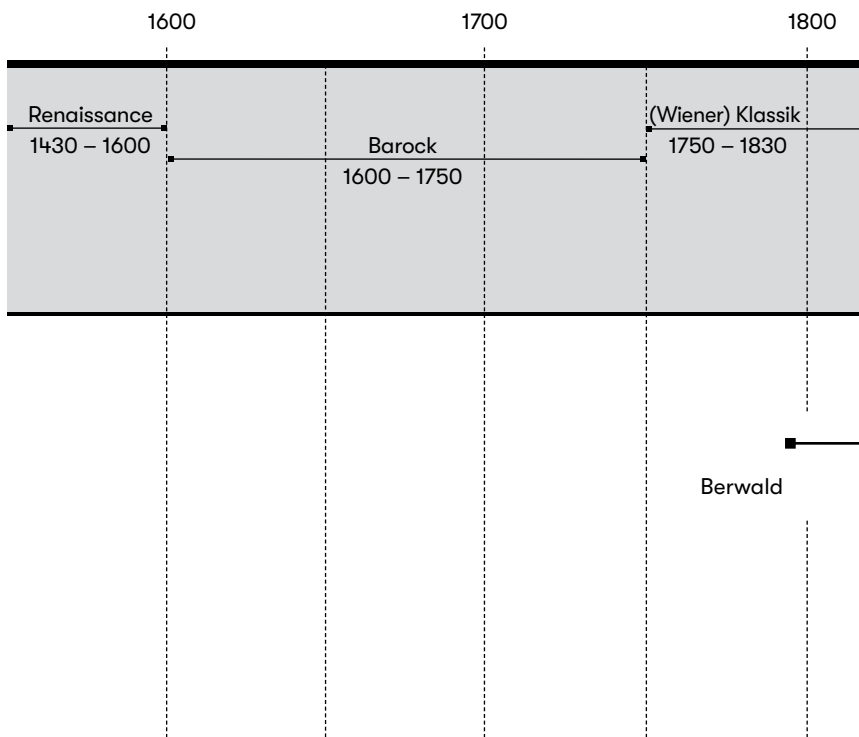 1600 1700 1800
Renaissance
1430 – 1600
Barock
1600 – 1750
(Wiener) Klassik
1750 – 1830
Berwald